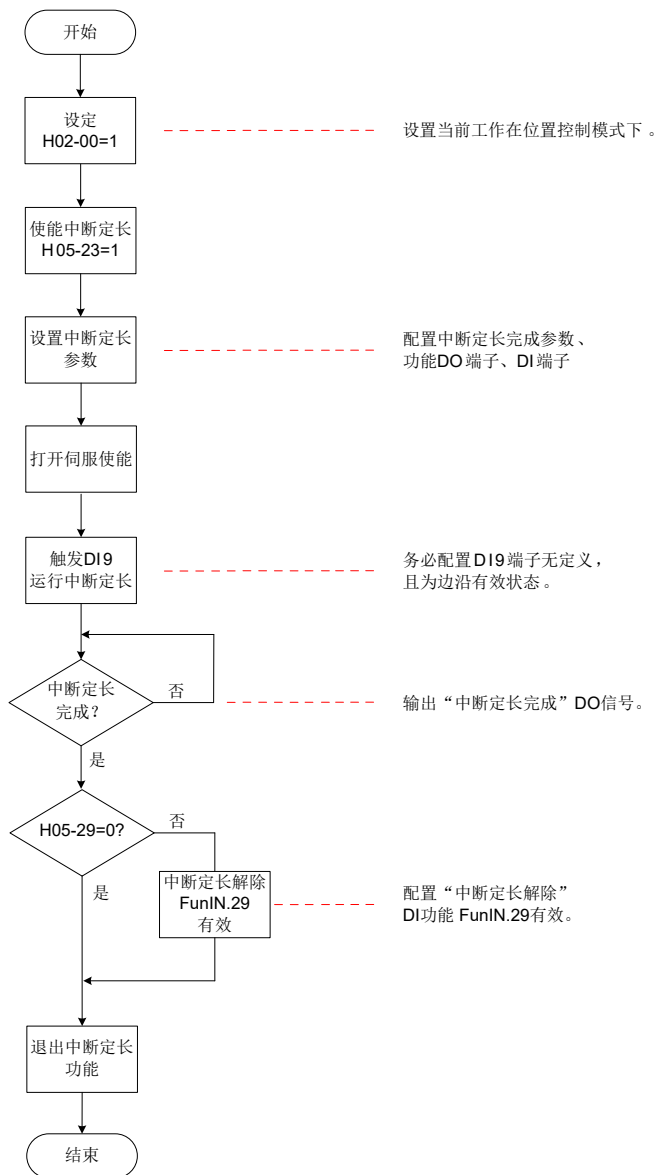 开始
设定
H02-00=1
设置当前工作在位置控制模式下。
使能中断定长
H05-23=1
设置中断定长
参数
配置中断定长完成参数、
功能DO端子、DI端子
打开伺服使能
触发DI9
运行中断定长
务必配置DI9端子无定义，
且为边沿有效状态。
中断定长
完成？
否
输出“中断定长完成”DO信号。
是
H05-29=0?
否
是
中断定长解除
FunIN.29
有效
配置“中断定长解除”
DI功能 FunIN.29有效。
退出中断定长
功能
结束